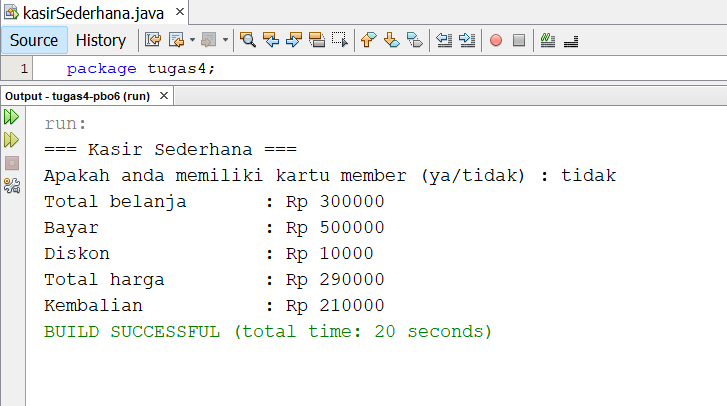 kasirSederhana.java ×
Source History
1 package tugas4;
Output - tugas4-pbo6 (run) ×
run:
=== Kasir Sederhana ===
Apakah anda memiliki kartu member (ya/tidak) : tidak
Total belanja : Rp 300000
Bayar : Rp 500000
Diskon : Rp 10000
Total harga : Rp 290000
Kembalian : Rp 210000
BUILD SUCCESSFUL (total time: 20 seconds)